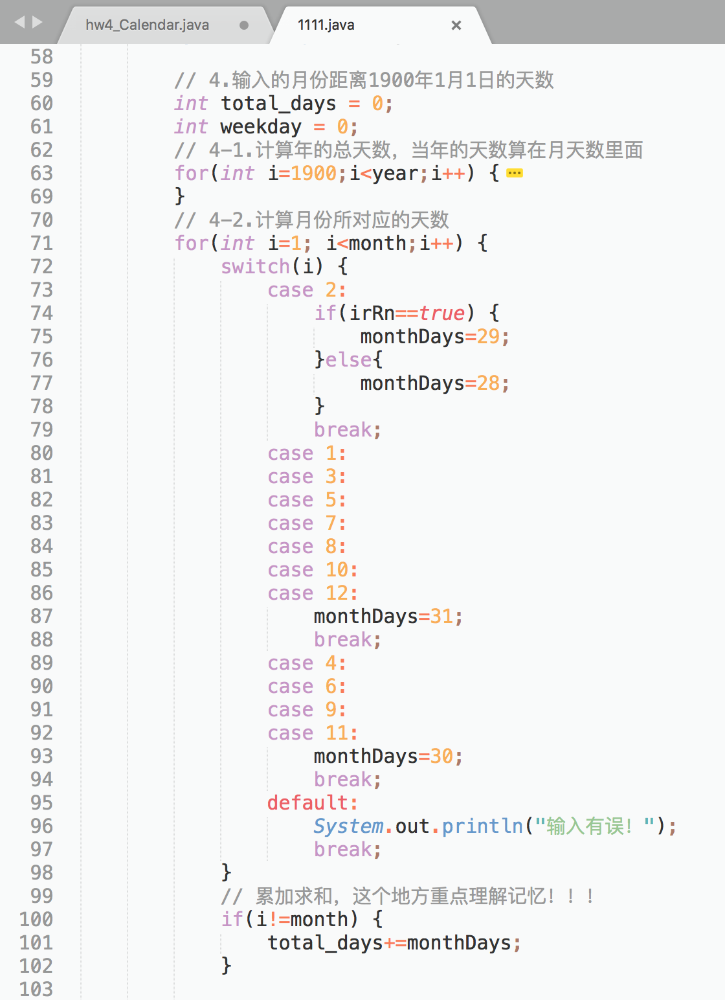 hw4_Calendar.java
1111.java
58
59 // 4.输入的月份距离1900年1月1日的天数
60 int total_days = 0;
61 int weekday = 0;
62 // 4-1.计算年的总天数，当年的天数算在月天数里面
63 for(int i=1900;i<year;i++) {
69 }
70 // 4-2.计算月份所对应的天数
71 for(int i=1; i<month;i++) {
72 switch(i) {
73 case 2:
74 if(irRn==true) {
75 monthDays=29;
76 }else{
77 monthDays=28;
78 }
79 break;
80 case 1:
81 case 3:
82 case 5:
83 case 7:
84 case 8:
85 case 10:
86 case 12:
87 monthDays=31;
88 break;
89 case 4:
90 case 6:
91 case 9:
92 case 11:
93 monthDays=30;
94 break;
95 default:
96 System.out.println("输入有误！");
97 break;
98 }
99 // 累加求和，这个地方重点理解记忆！！！
100 if(i!=month) {
101 total_days+=monthDays;
102 }
103